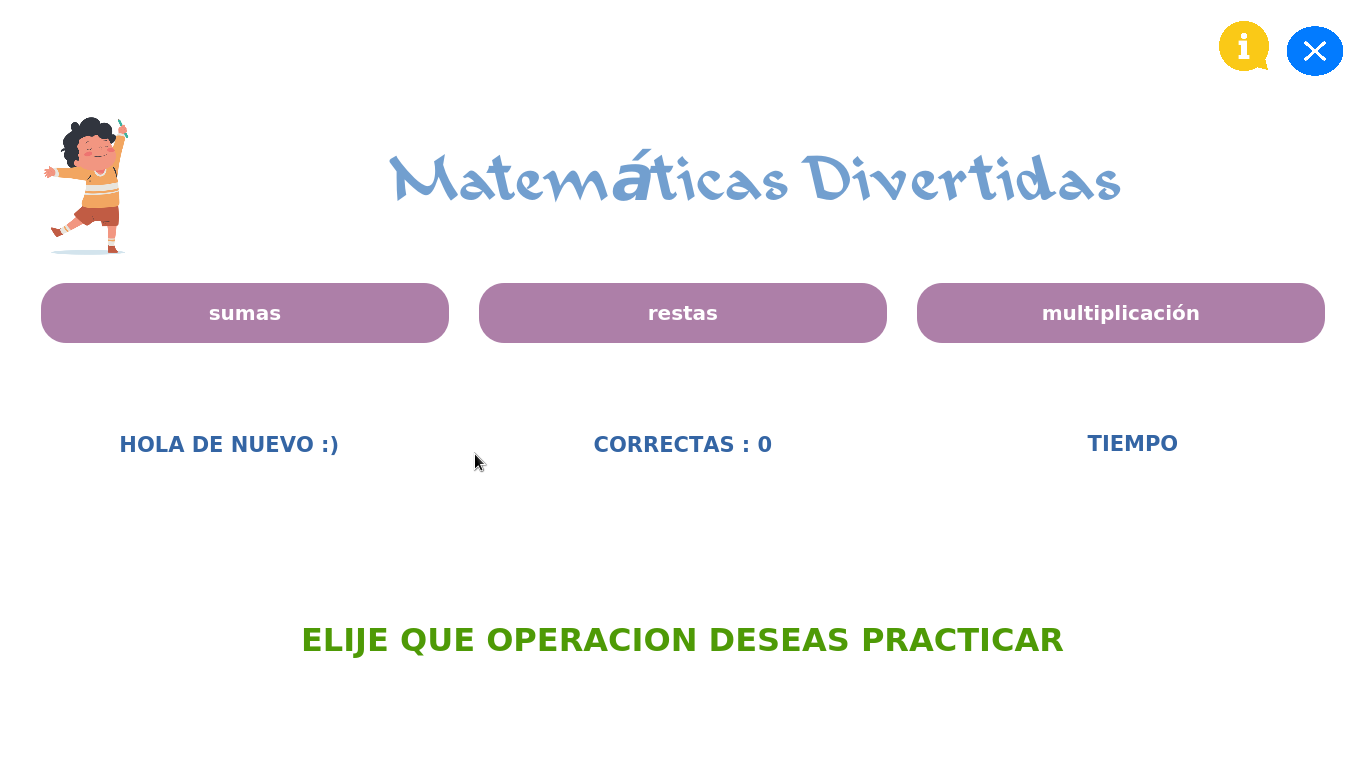 Matemáticas Divertidas
sumas
restas
multiplicación
HOLA DE NUEVO :)
CORRECTAS : 0
TIEMPO
ELIJE QUE OPERACION DESEAS PRACTICAR